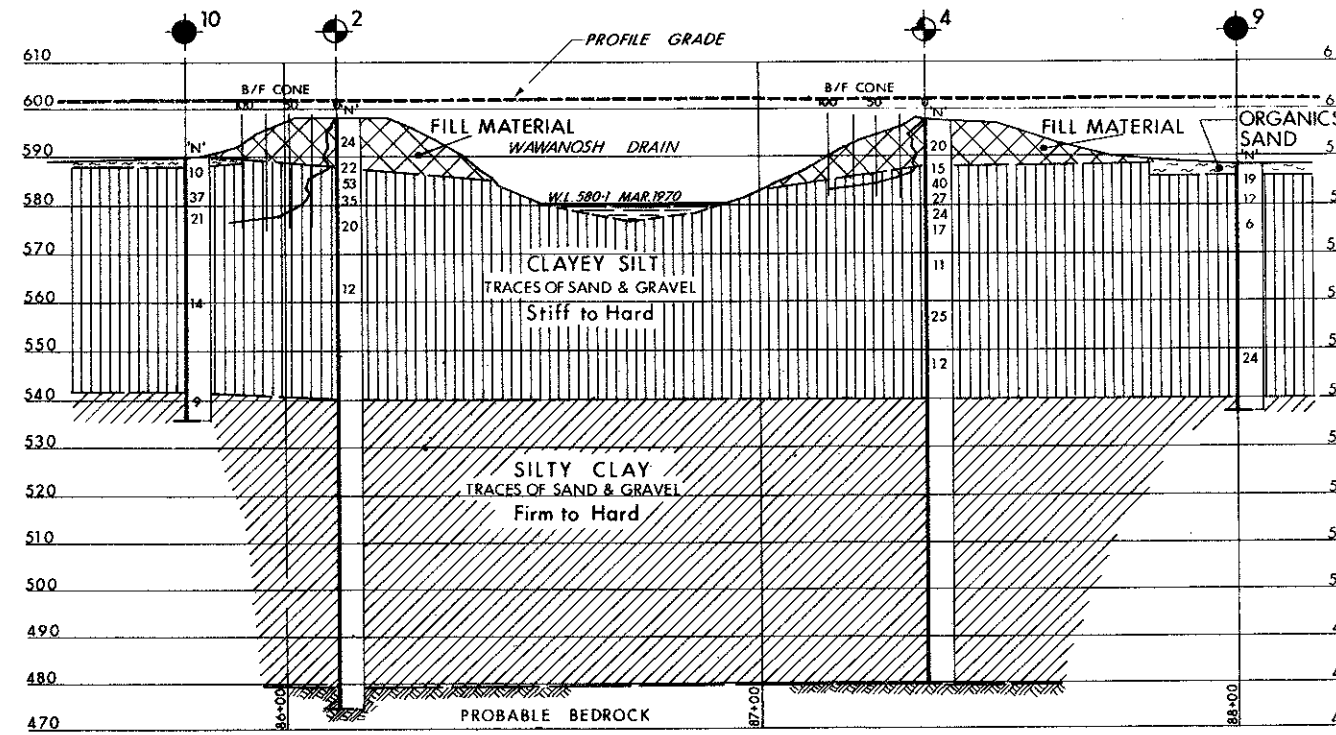 10 2 4 9
PROFILE GRADE
610
B/F CONE B/F CONE
600 100 50 0 'N' 100 50 0 'N'
FILL MATERIAL FILL MATERIAL ORGANICS
WAWANOSH DRAIN SAND
590 'N' 24 20 'N'
10 22 15 19
53 40
37 35 27 12
580 W.L. 580·1 MAR. 1970
21 20 24 6
17
570
CLAYEY SILT 11
TRACES OF SAND & GRAVEL
560 14 12
Stiff to Hard 25
550
12 24
540
9
530
SILTY CLAY
520 TRACES OF SAND & GRAVEL
Firm to Hard
510
500
490
480
86+00 87+00 88+00
470 PROBABLE BEDROCK